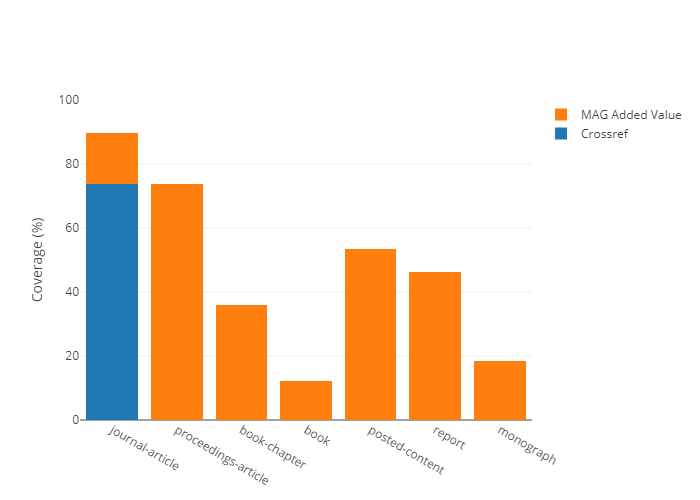 100
80
60
40
20
0
Coverage (%)
journal-article
proceedings-article
book-chapter
book
posted-content
report
monograph
MAG Added Value
Crossref